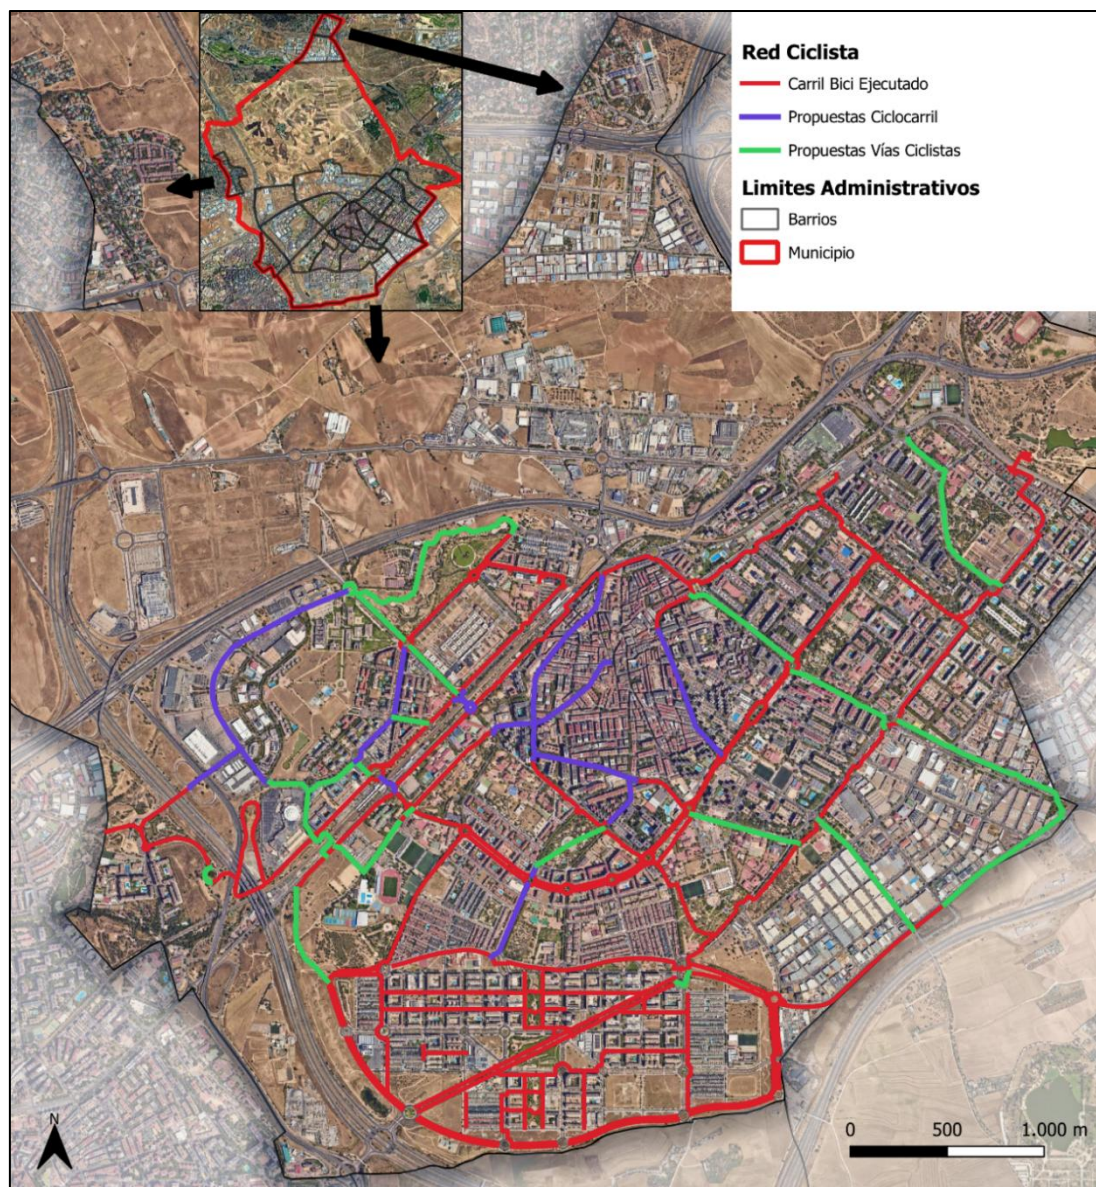 Red Ciclista
Carril Bici Ejecutado
Propuestas Ciclocarril
Propuestas Vías Ciclistas
Limites Administrativos
Barrios
Municipio
N
0 500 1.000 m